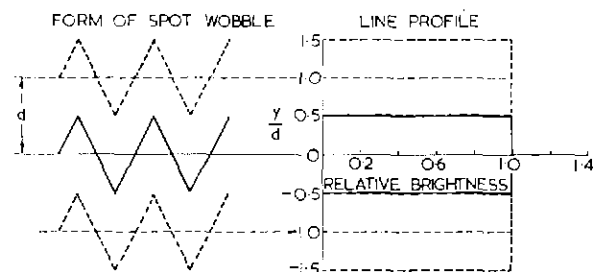 FORM OF SPOT WOBBLE
LINE PROFILE
1·5
1·0
d
y/d
0·5
0
0·2 0·6 1·0 1·4
RELATIVE BRIGHTNESS
-0·5
-1·0
-1·5